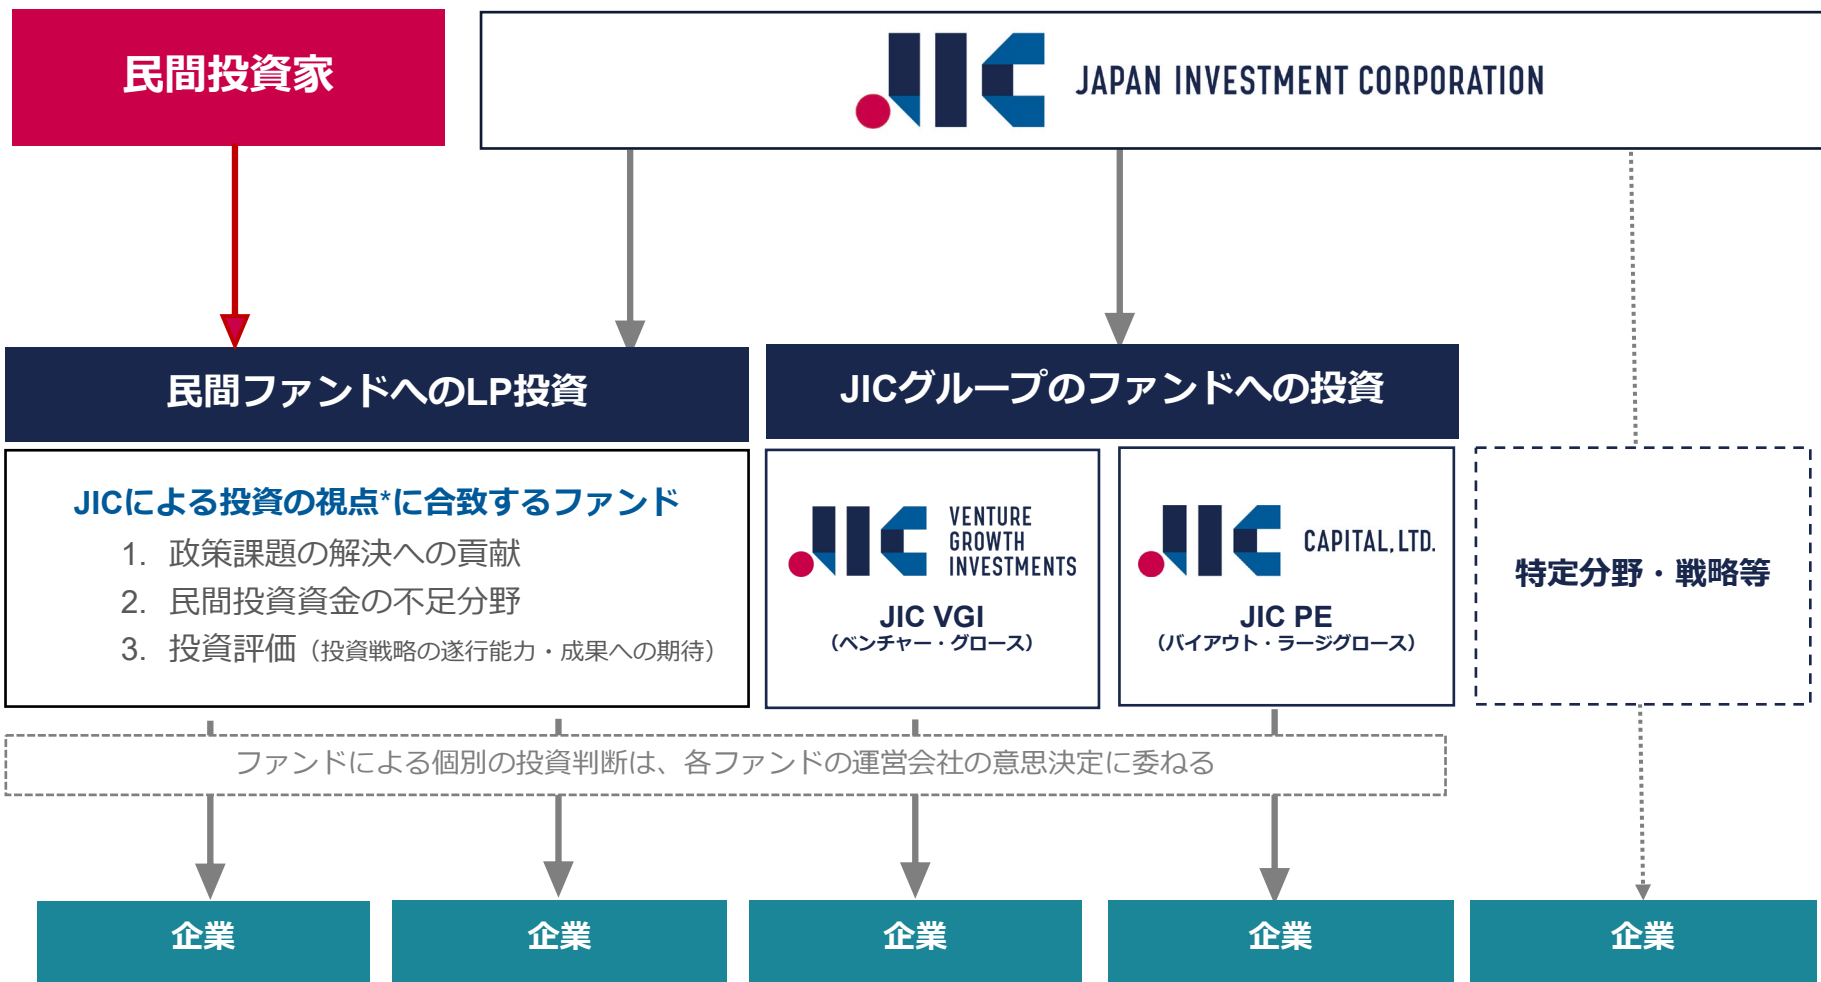 民間投資家
JIC JAPAN INVESTMENT CORPORATION
民間ファンドへのLP投資
JICグループのファンドへの投資
JICによる投資の視点*に合致するファンド
1. 政策課題の解決への貢献
2. 民間投資資金の不足分野
3. 投資評価（投資戦略の遂行能力・成果への期待）
JIC VENTURE
GROWTH
INVESTMENTS
JIC VGI
（ベンチャー・グロース）
JIC CAPITAL, LTD.
JIC PE
（バイアウト・ラージグロース）
特定分野・戦略等
ファンドによる個別の投資判断は、各ファンドの運営会社の意思決定に委ねる
企業
企業
企業
企業
企業